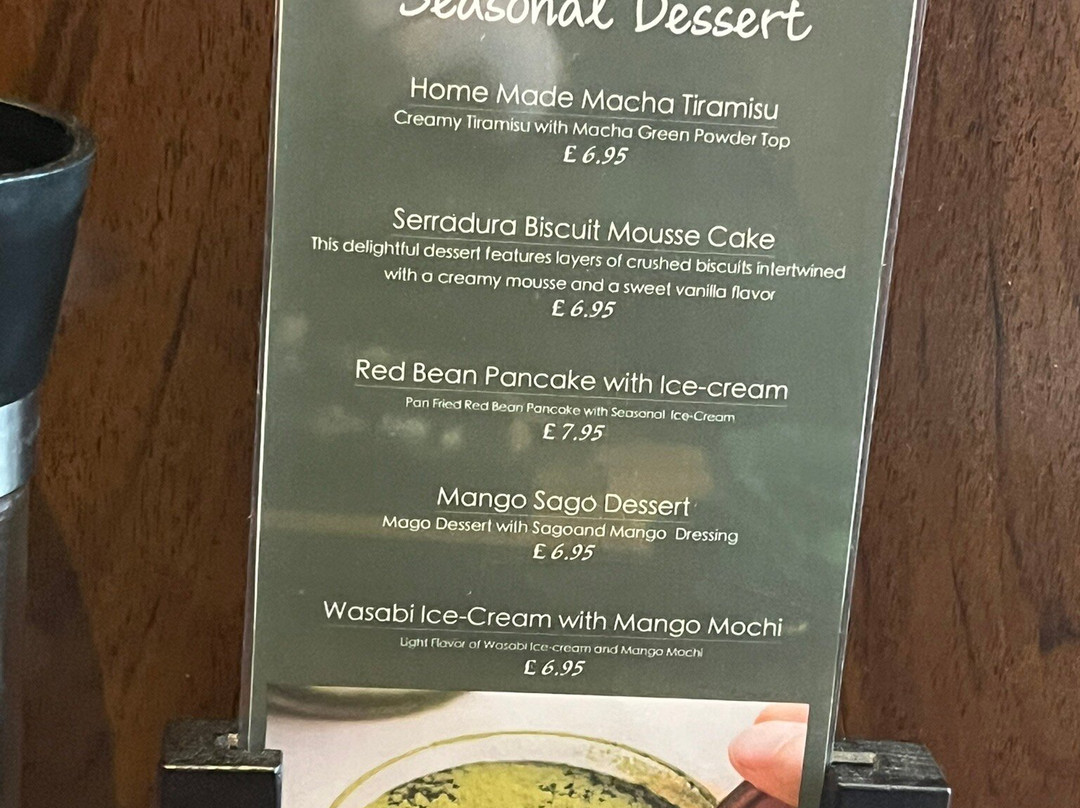 Seasonal Dessert
Home Made Macha Tiramisu
Creamy Tiramisu with Macha Green Powder Top
£ 6.95
Serradura Biscuit Mousse Cake
This delightful dessert features layers of crushed biscuits intertwined
with a creamy mousse and a sweet vanilla flavor
£ 6.95
Red Bean Pancake with Ice-cream
Pan Fried Red Bean Pancake with Seasonal Ice-Cream
£ 7.95
Mango Sago Dessert
Mago Dessert with Sagoand Mango Dressing
£ 6.95
Wasabi Ice-Cream with Mango Mochi
Light Flavor of Wasabi Ice-cream and Mango Mochi
£ 6.95